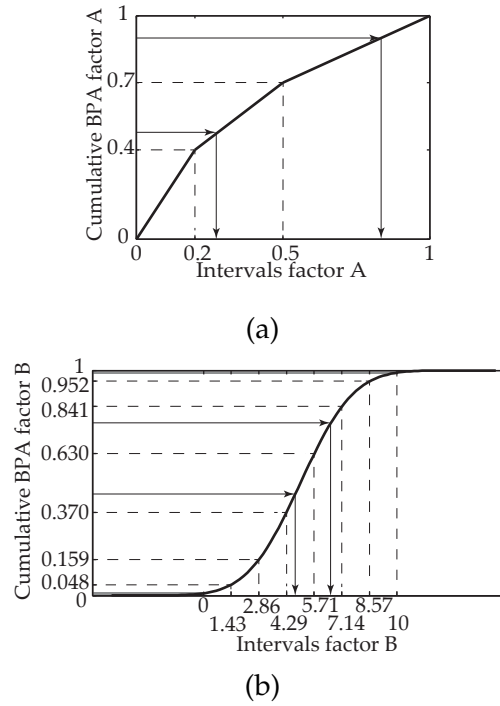 Cumulative BPA factor A
1
0.7
0.4
0
0 0.2 0.5 1
Intervals factor A
(a)
Cumulative BPA factor B
1
0.952
0.841
0.630
0.370
0.159
0.048
0
0 2.86 5.71 8.57
1.43 4.29 7.14 10
Intervals factor B
(b)